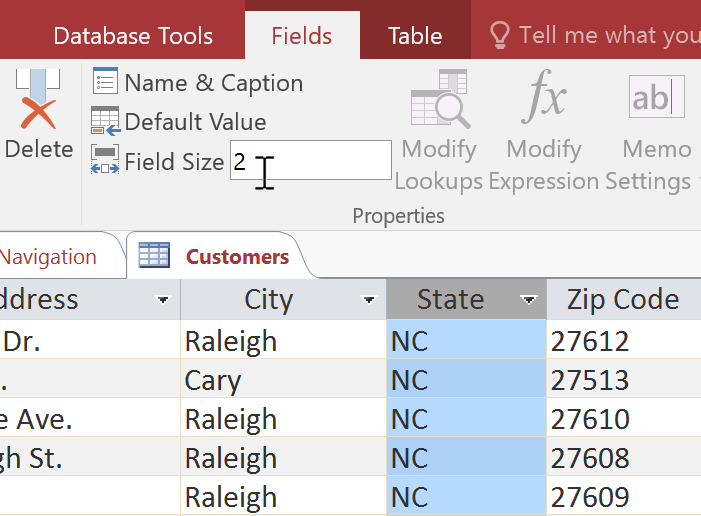 Database Tools Fields Table Tell me what you
Name & Caption
Default Value
Delete Field Size 2
Modify Lookups
Modify Expression
ab
Memo Settings
fx
Properties
Navigation Customers
ddress City State Zip Code
Dr. Raleigh NC 27612
. Cary NC 27513
e Ave. Raleigh NC 27610
gh St. Raleigh NC 27608
Raleigh NC 27609